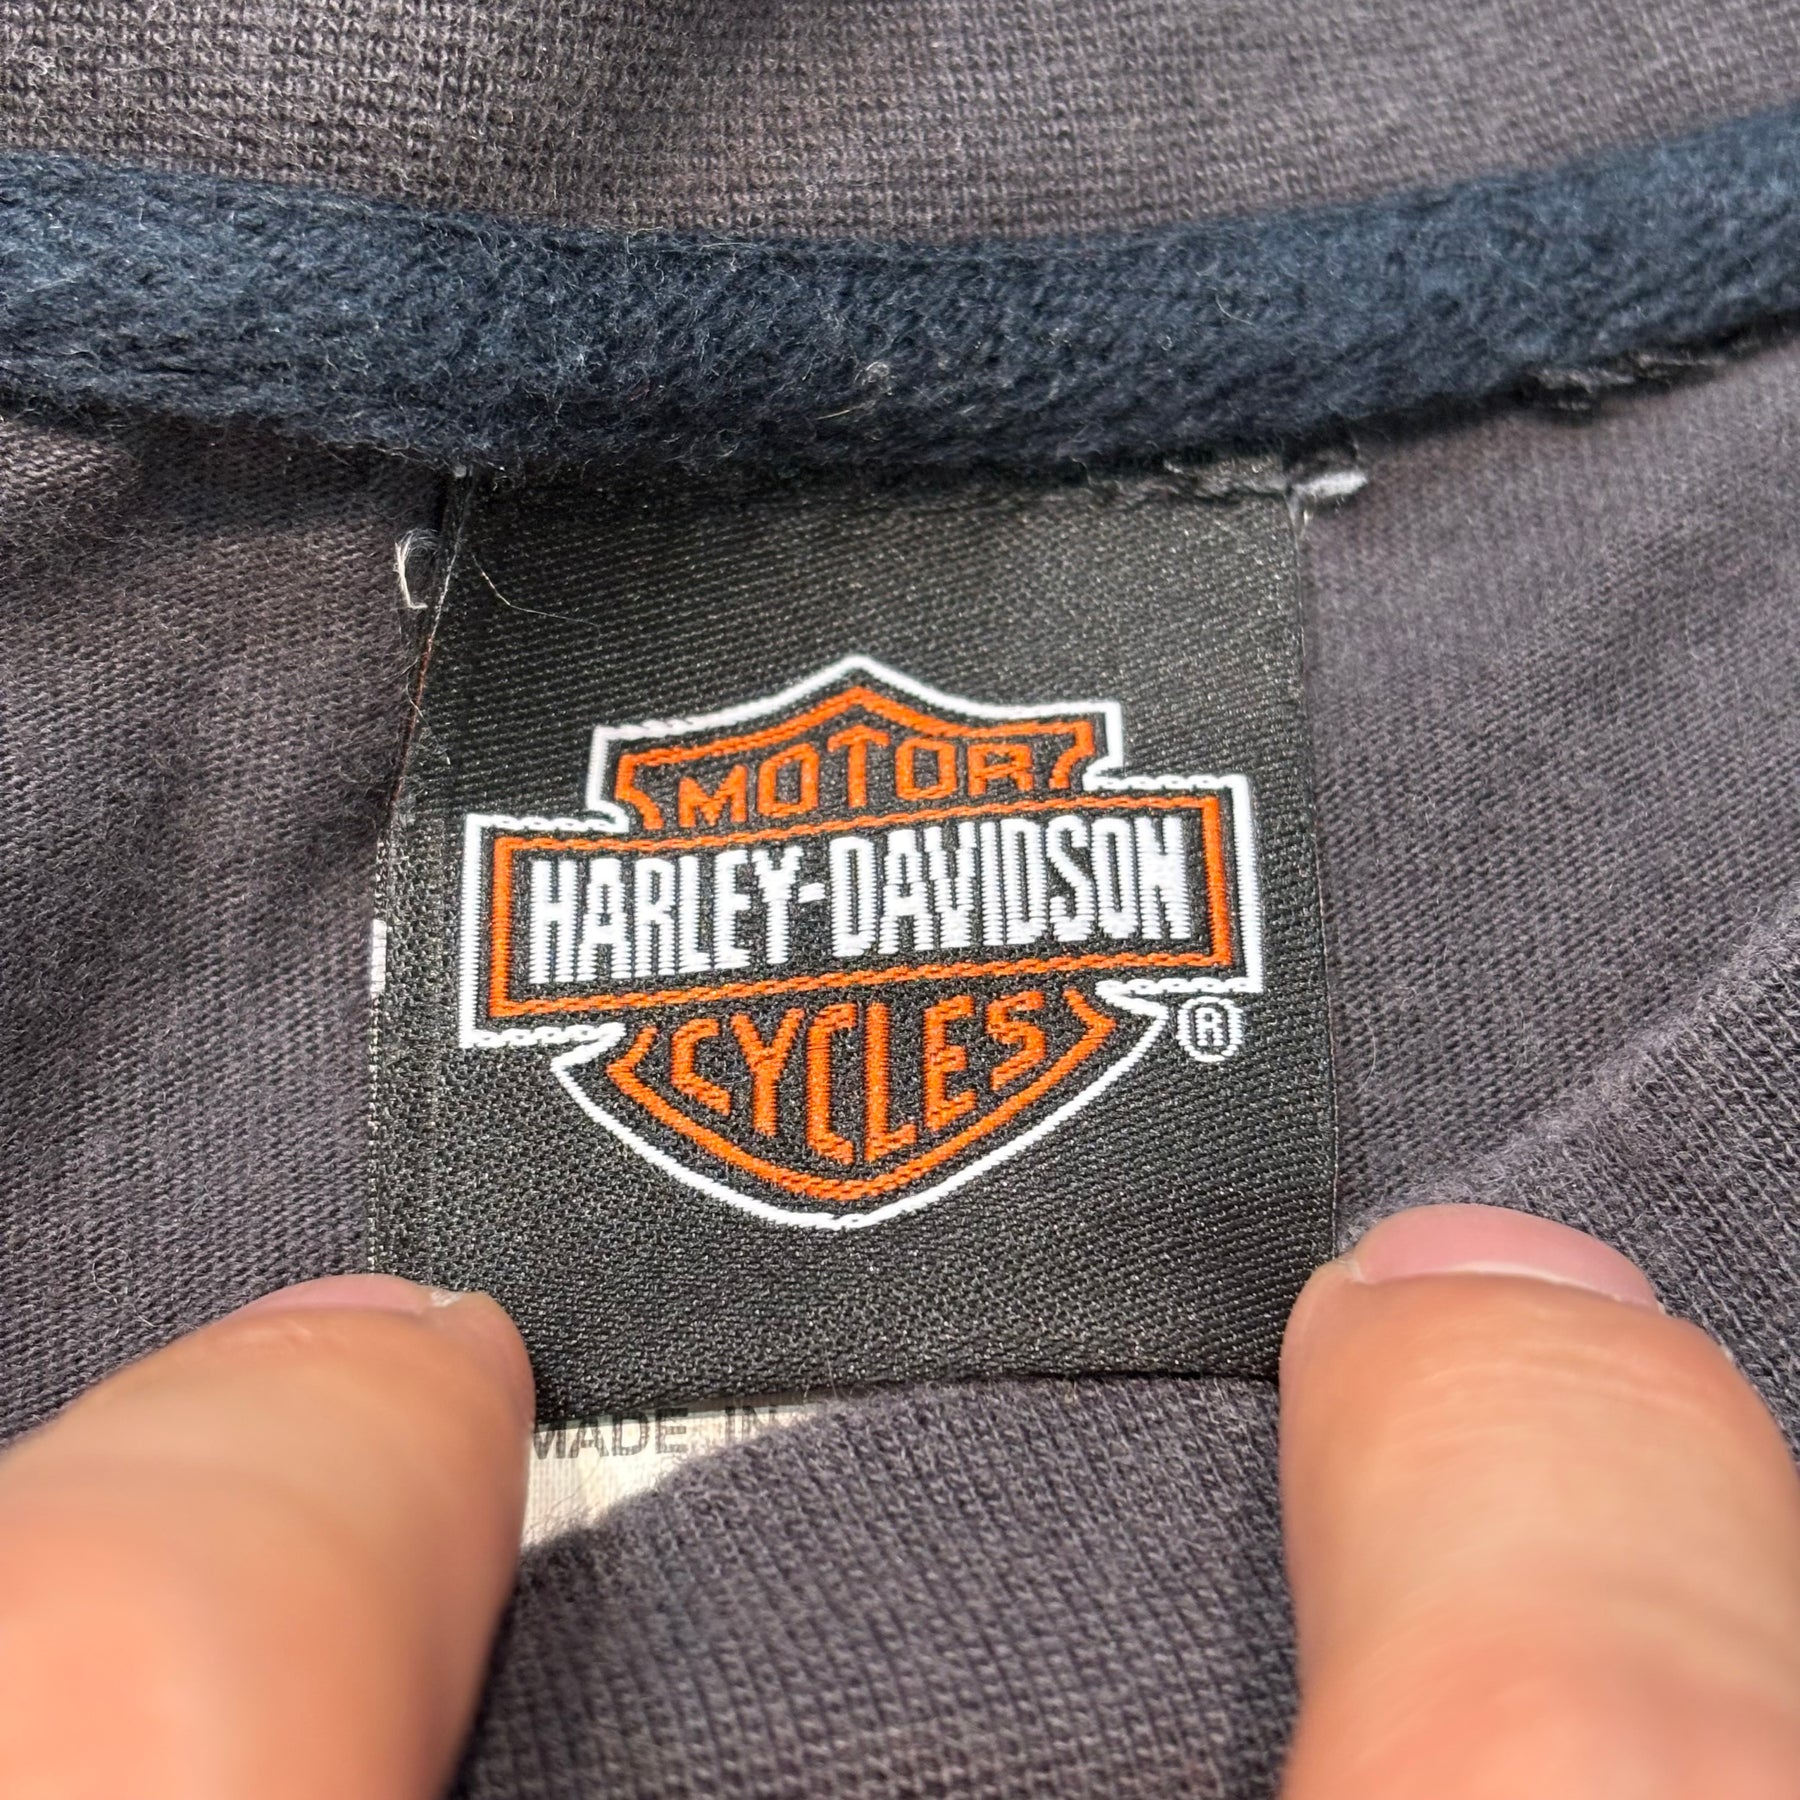 MOTOR
HARLEY-DAVIDSON
CYCLES
®
MADE IN